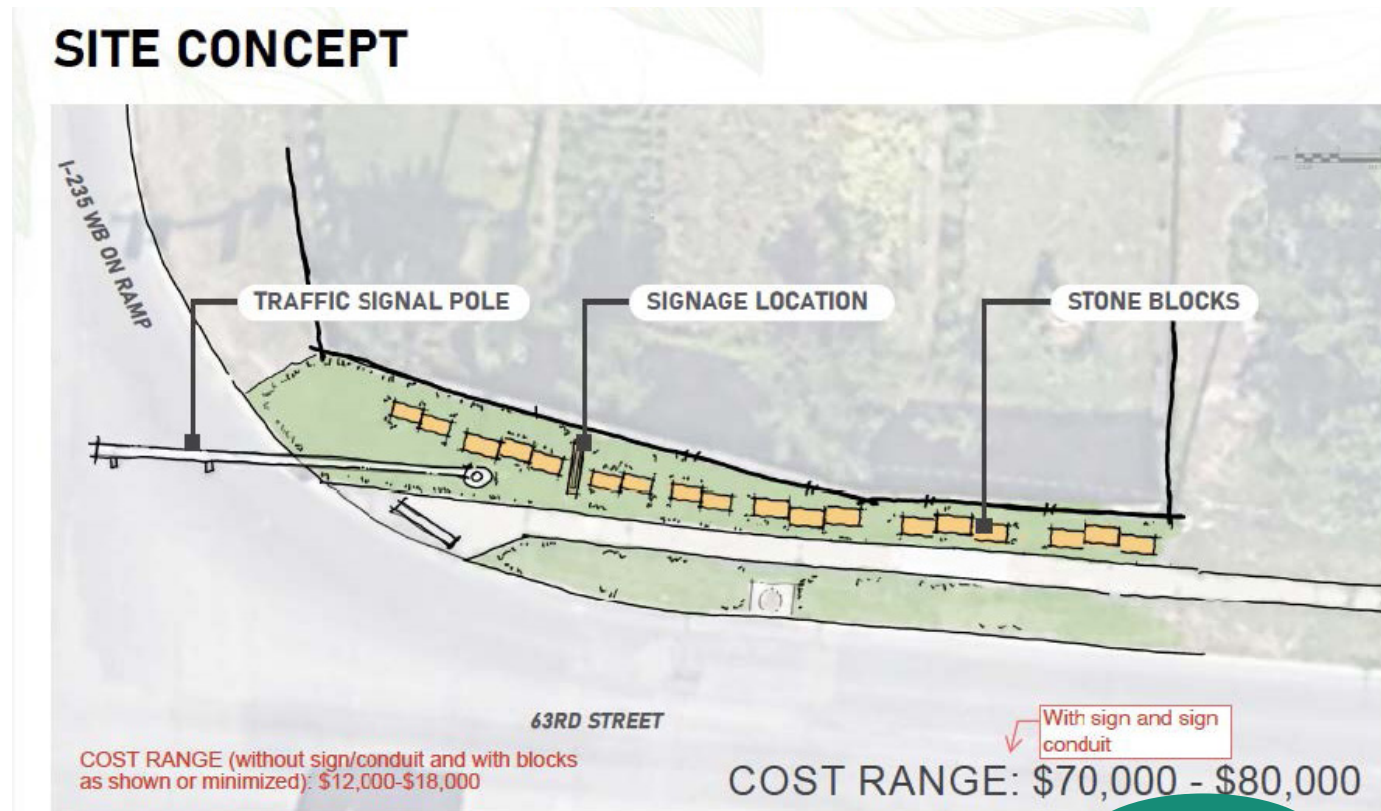 SITE CONCEPT
I-235 WB ON RAMP
TRAFFIC SIGNAL POLE
SIGNAGE LOCATION
STONE BLOCKS
63RD STREET
With sign and sign
conduit
COST RANGE (without sign/conduit and with blocks
as shown or minimized): $12,000-$18,000
COST RANGE: $70,000 - $80,000